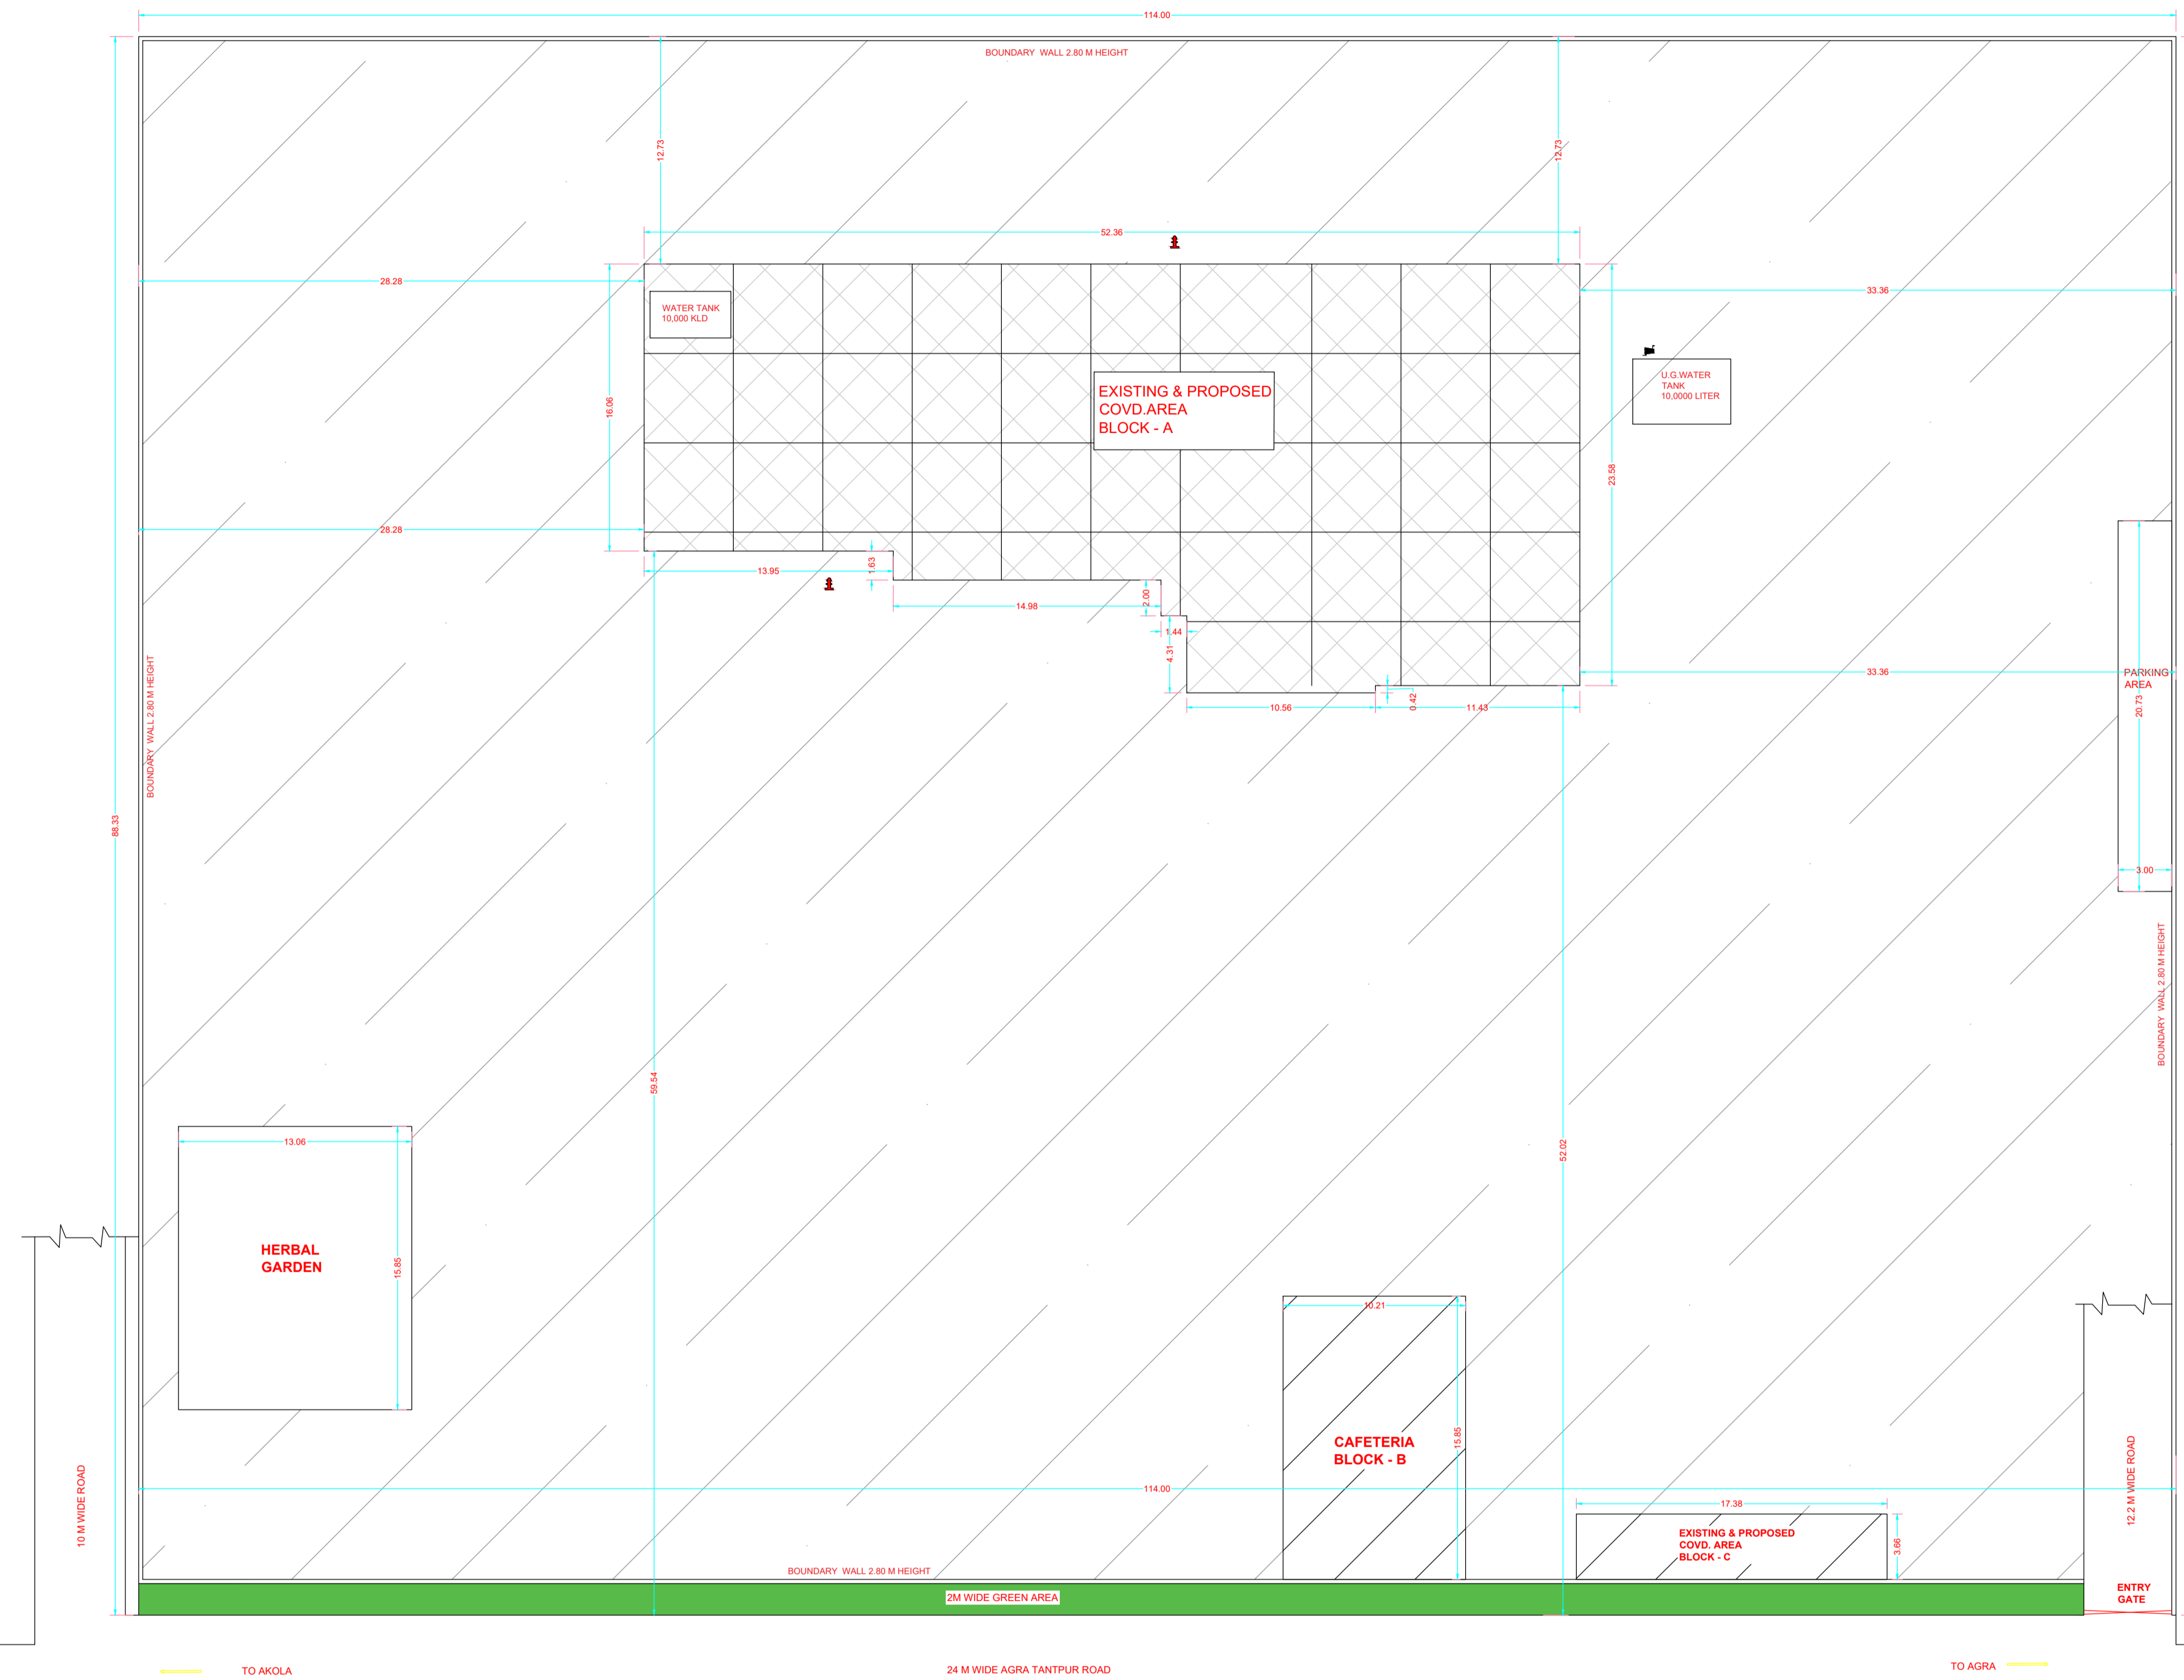 114.00
BOUNDARY WALL 2.80 M HEIGHT
12.73
12.73
52.36
28.28
33.36
WATER TANK
10,000 KLD
U.G.WATER
TANK
10,0000 LITER
EXISTING & PROPOSED
COVD.AREA
BLOCK - A
16.06
23.58
28.28
13.95
1.63
14.98
2.00
1.44
4.31
33.36
10.56
0.42
11.43
PARKING
AREA
20.73
3.00
BOUNDARY WALL 2.80 M HEIGHT
88.33
BOUNDARY WALL 2.80 M HEIGHT
59.54
52.02
13.06
HERBAL
GARDEN
15.85
10.21
CAFETERIA
BLOCK - B
15.85
114.00
17.38
EXISTING & PROPOSED
COVD. AREA
BLOCK - C
3.66
10 M WIDE ROAD
12.2 M WIDE ROAD
BOUNDARY WALL 2.80 M HEIGHT
2M WIDE GREEN AREA
ENTRY
GATE
TO AKOLA
24 M WIDE AGRA TANTPUR ROAD
TO AGRA